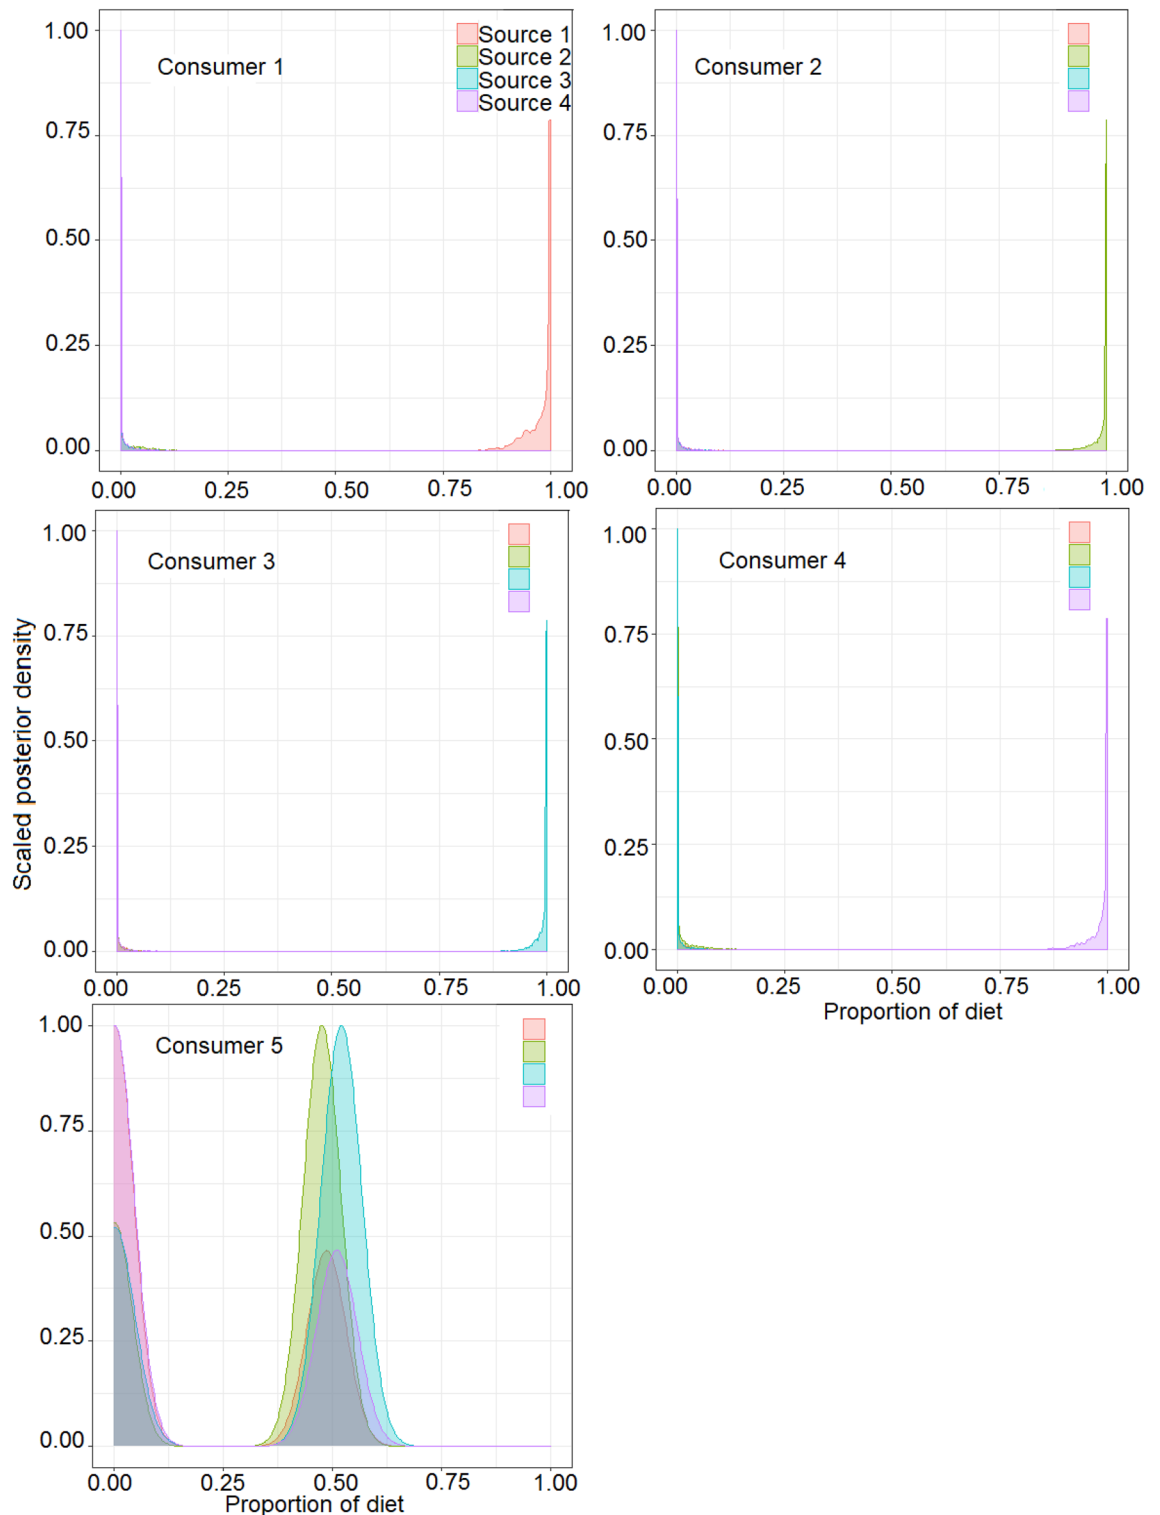 Consumer 1
Source 1
Source 2
Source 3
Source 4
1.00
0.75
0.50
0.25
0.00
0.00 0.25 0.50 0.75 1.00
Consumer 2
1.00
0.75
0.50
0.25
0.00
0.00 0.25 0.50 0.75 1.00
Scaled posterior density
Consumer 3
1.00
0.75
0.50
0.25
0.00
0.00 0.25 0.50 0.75 1.00
Consumer 4
1.00
0.75
0.50
0.25
0.00
0.00 0.25 0.50 0.75 1.00
Proportion of diet
Consumer 5
1.00
0.75
0.50
0.25
0.00
0.00 0.25 0.50 0.75 1.00
Proportion of diet